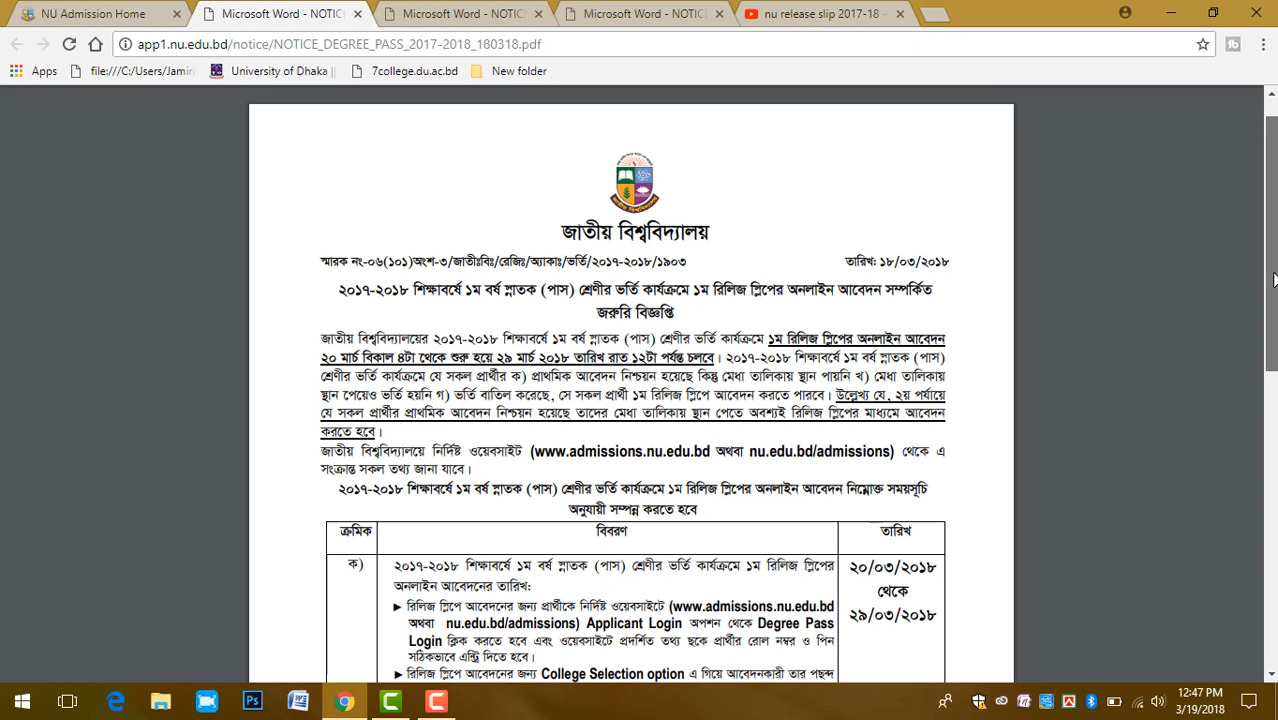 NU Admission Home
Microsoft Word - NOTIC
Microsoft Word - NOTIC
Microsoft Word - NOTIC
nu release slip 2017-18 -
app1.nu.edu.bd/notice/NOTICE_DEGREE_PASS_2017-2018_180318.pdf
Apps
file:///C:/Users/Jamir
University of Dhaka ||
7college.du.ac.bd
New folder
জাতীয় বিশ্ববিদ্যালয়
স্মারক নং-০৬(১০১)অংশ-৩/জাতীঃবিঃ/রেজিঃ/অ্যাকাঃ/ভর্তি/২০১৭-২০১৮/১৯০৩ তারিখ: ১৮/০৩/২০১৮
২০১৭-২০১৮ শিক্ষাবর্ষে ১ম বর্ষ স্নাতক (পাস) শ্রেণীর ভর্তি কার্যক্রমে ১ম রিলিজ স্লিপের অনলাইন আবেদন সম্পর্কিত
জরুরি বিজ্ঞপ্তি
জাতীয় বিশ্ববিদ্যালয়ের ২০১৭-২০১৮ শিক্ষাবর্ষে ১ম বর্ষ স্নাতক (পাস) শ্রেণীর ভর্তি কার্যক্রমে ১ম রিলিজ স্লিপের অনলাইন আবেদন
২০ মার্চ বিকাল ৪টা থেকে শুরু হয়ে ২৯ মার্চ ২০১৮ তারিখ রাত ১২টা পর্যন্ত চলবে। ২০১৭-২০১৮ শিক্ষাবর্ষে ১ম বর্ষ স্নাতক (পাস)
শ্রেণীর ভর্তি কার্যক্রমে যে সকল প্রার্থীর ক) প্রাথমিক আবেদন নিশ্চয়ন হয়েছে কিন্তু মেধা তালিকায় স্থান পায়নি খ) মেধা তালিকায়
স্থান পেয়েও ভর্তি হয়নি গ) ভর্তি বাতিল করেছে, সে সকল প্রার্থী ১ম রিলিজ স্লিপে আবেদন করতে পারবে। উল্লেখ্য যে, ২য় পর্যায়ে
যে সকল প্রার্থীর প্রাথমিক আবেদন নিশ্চয়ন হয়েছে তাদের মেধা তালিকায় স্থান পেতে অবশ্যই রিলিজ স্লিপের মাধ্যমে আবেদন
করতে হবে।
জাতীয় বিশ্ববিদ্যালয়ে নির্দিষ্ট ওয়েবসাইট (www.admissions.nu.edu.bd অথবা nu.edu.bd/admissions) থেকে এ
সংক্রান্ত সকল তথ্য জানা যাবে।
২০১৭-২০১৮ শিক্ষাবর্ষে ১ম বর্ষ স্নাতক (পাস) শ্রেণীর ভর্তি কার্যক্রমে ১ম রিলিজ স্লিপের অনলাইন আবেদন নিম্নোক্ত সময়সূচি
অনুযায়ী সম্পন্ন করতে হবে
ক্রমিক বিবরণ তারিখ
ক) ২০১৭-২০১৮ শিক্ষাবর্ষে ১ম বর্ষ স্নাতক (পাস) শ্রেণীর ভর্তি কার্যক্রমে ১ম রিলিজ স্লিপের ২০/০৩/২০১৮
অনলাইন আবেদনের তারিখ: থেকে
► রিলিজ স্লিপে আবেদনের জন্য প্রার্থীকে নির্দিষ্ট ওয়েবসাইটে (www.admissions.nu.edu.bd ২৯/০৩/২০১৮
অথবা nu.edu.bd/admissions) Applicant Login অপশন থেকে Degree Pass
Login ক্লিক করতে হবে এবং ওয়েবসাইটে প্রদর্শিত তথ্য ছকে প্রার্থীর রোল নম্বর ও পিন
সঠিকভাবে এন্ট্রি দিতে হবে।
► রিলিজ স্লিপে আবেদনের জন্য College Selection option এ গিয়ে আবেদনকারী তার পছন্দ
12:47 PM
3/19/2018